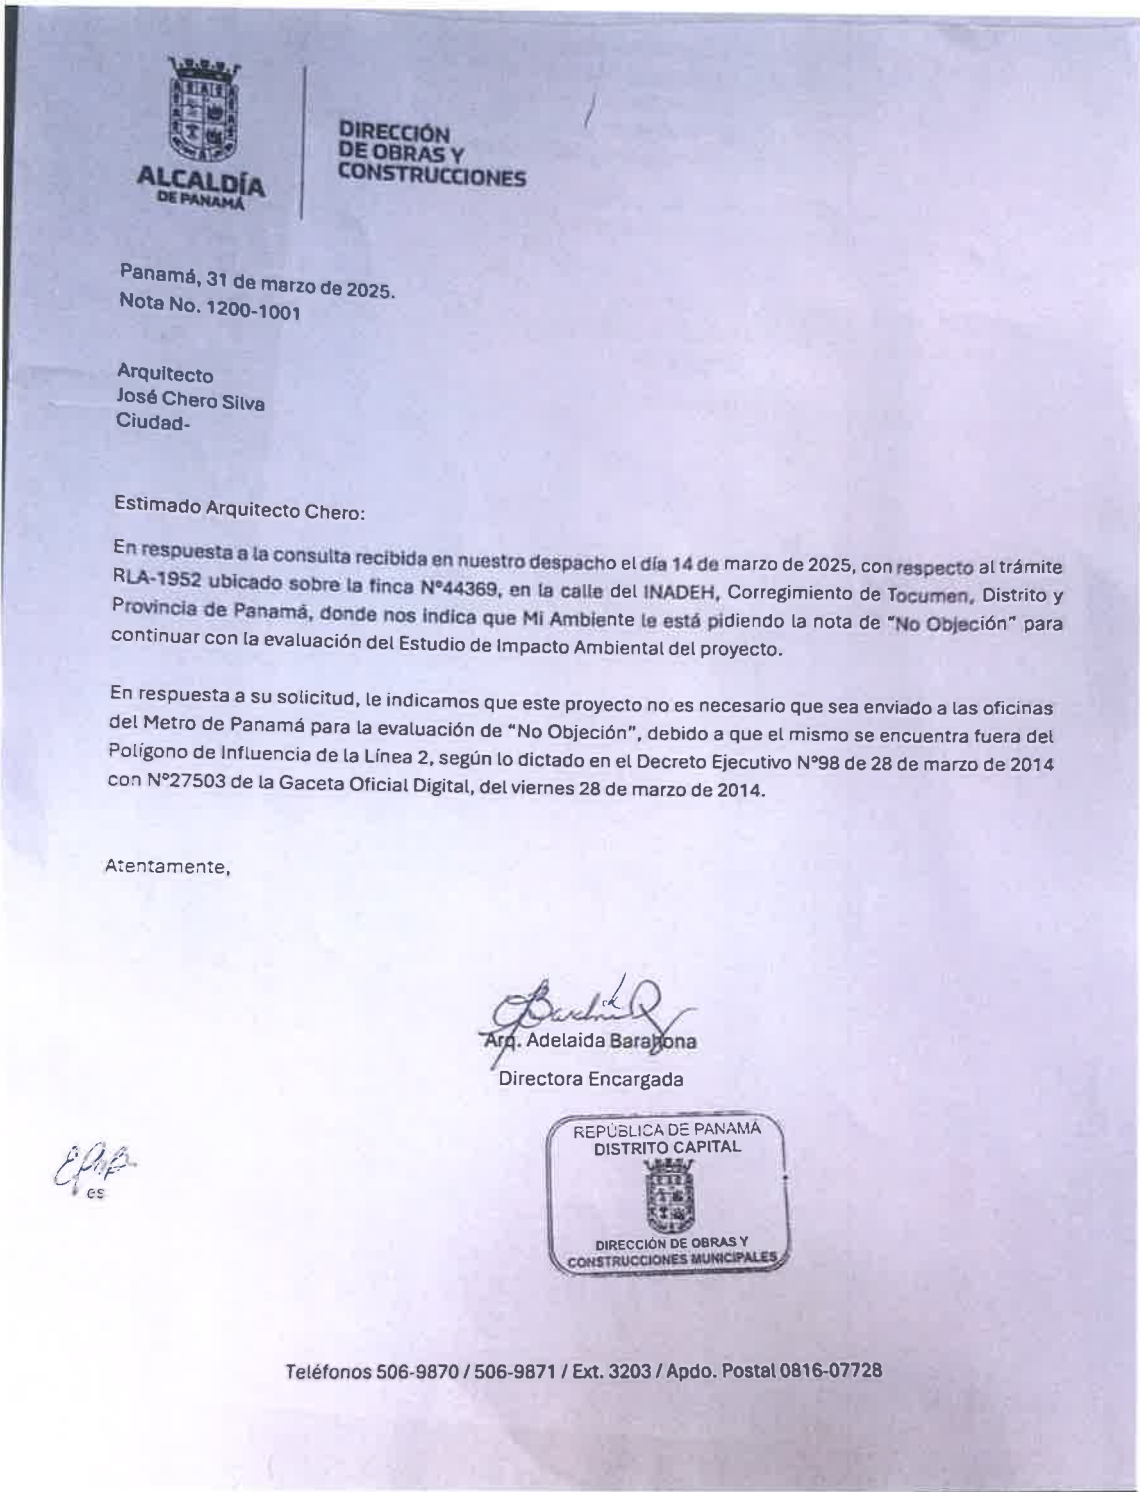 ALCALDÍA
DE PANAMÁ
DIRECCIÓN
DE OBRAS Y
CONSTRUCCIONES
Panamá, 31 de marzo de 2025.
Nota No. 1200-1001
Arquitecto
José Chero Silva
Ciudad-
Estimado Arquitecto Chero:
En respuesta a la consulta recibida en nuestro despacho el día 14 de marzo de 2025, con respecto al trámite
RLA-1952 ubicado sobre la finca N°44369, en la calle del INADEH, Corregimiento de Tocumen, Distrito y
Provincia de Panamá, donde nos indica que Mi Ambiente le está pidiendo la nota de "No Objeción" para
continuar con la evaluación del Estudio de Impacto Ambiental del proyecto.
En respuesta a su solicitud, le indicamos que este proyecto no es necesario que sea enviado a las oficinas
del Metro de Panamá para la evaluación de "No Objeción", debido a que el mismo se encuentra fuera del
Polígono de Influencia de la Línea 2, según lo dictado en el Decreto Ejecutivo N°98 de 28 de marzo de 2014
con N°27503 de la Gaceta Oficial Digital, del viernes 28 de marzo de 2014.
Atentamente,
Arq. Adelaida Barahona
Directora Encargada
REPÚBLICA DE PANAMÁ
DISTRITO CAPITAL
DIRECCIÓN DE OBRAS Y
CONSTRUCCIONES MUNICIPALES
es
Teléfonos 506-9870 / 506-9871 / Ext. 3203 / Apdo. Postal 0816-07728